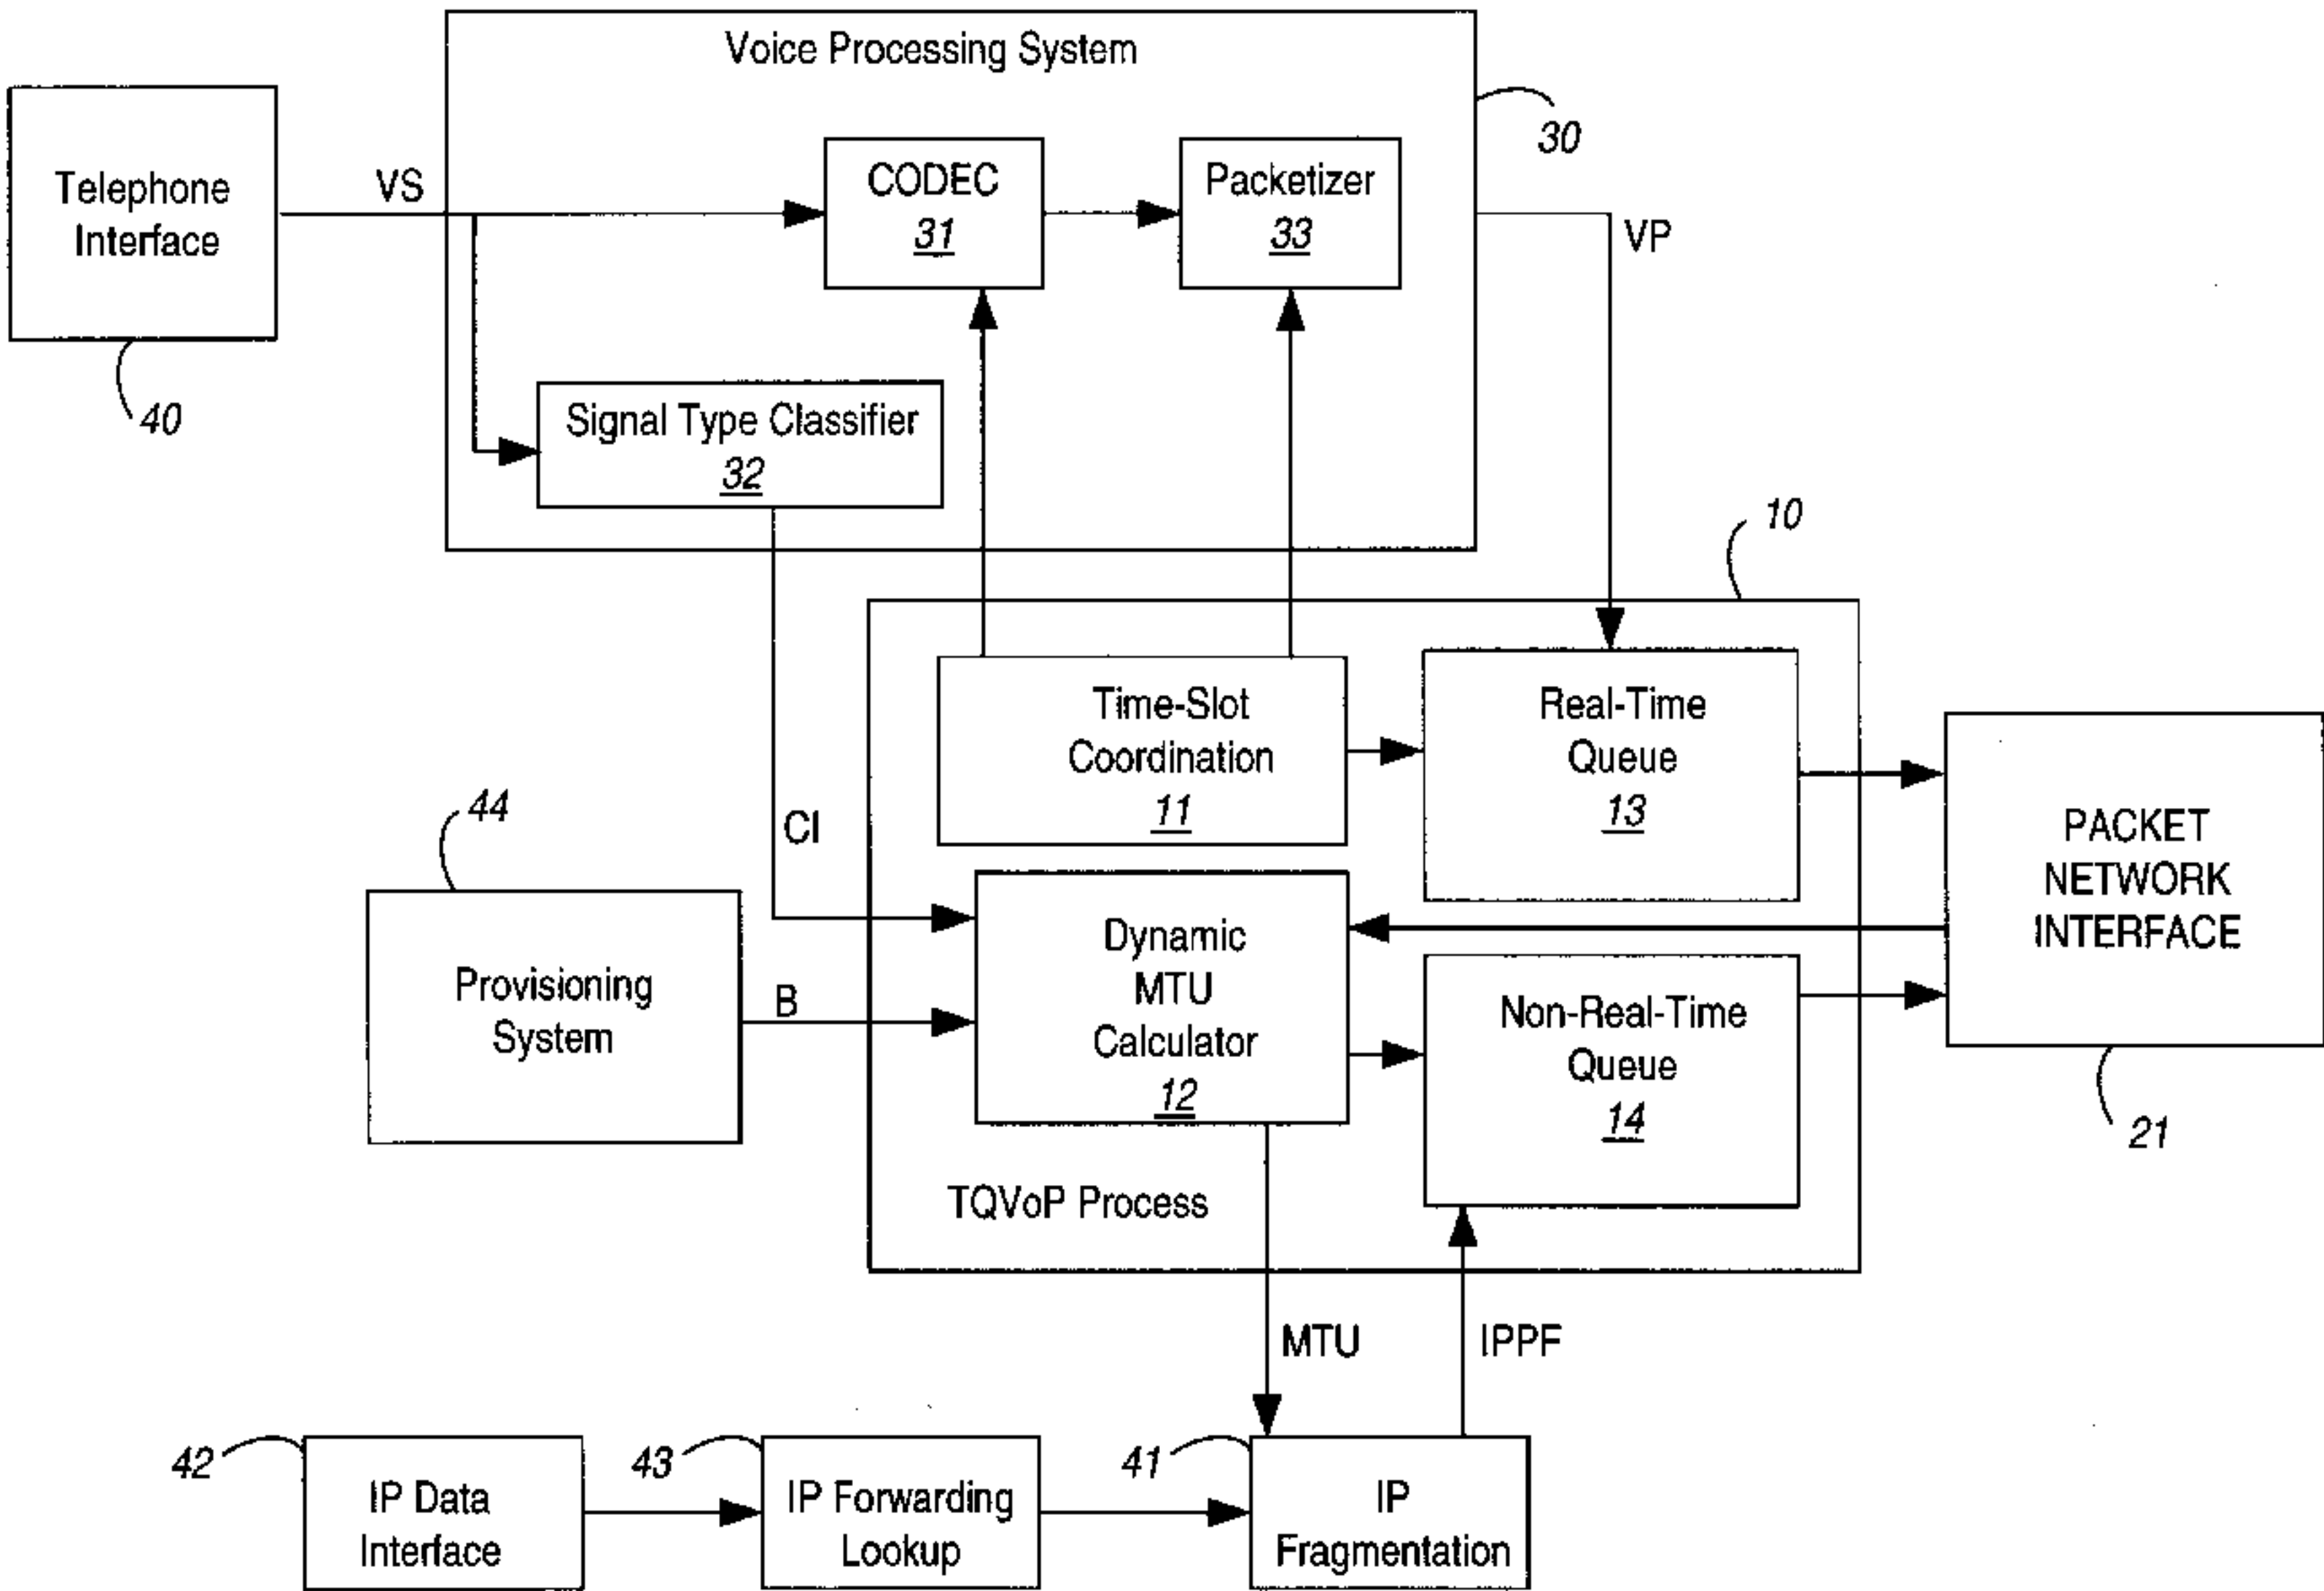 Voice Processing System
30
Telephone
Interface
40
VS
CODEC
31
Packetizer
33
VP
Signal Type Classifier
32
10
Time-Slot
Coordination
11
Real-Time
Queue
13
CI
44
Provisioning
System
B
Dynamic
MTU
Calculator
12
Non-Real-Time
Queue
14
PACKET
NETWORK
INTERFACE
21
TQVoP Process
MTU
IPPF
42
IP Data
Interface
43
IP Forwarding
Lookup
41
IP
Fragmentation